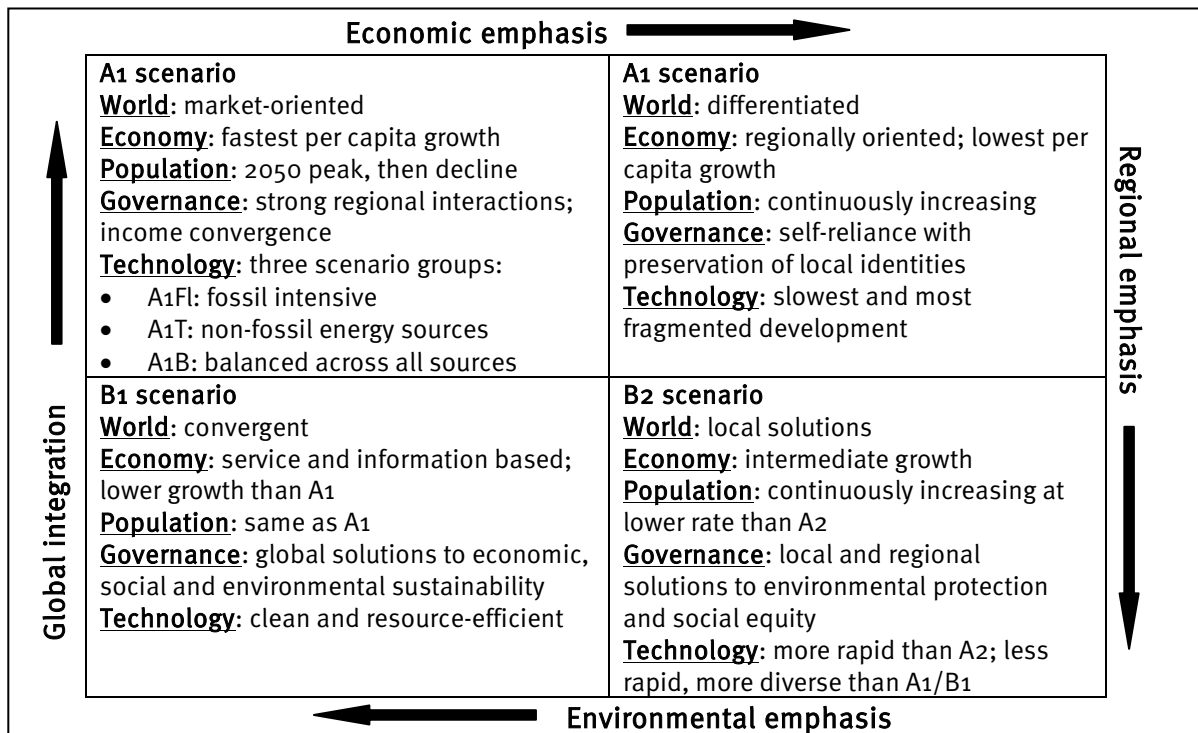 Economic emphasis
A1 scenario
World: market-oriented
Economy: fastest per capita growth
Population: 2050 peak, then decline
Governance: strong regional interactions;
income convergence
Technology: three scenario groups:
• A1Fl: fossil intensive
• A1T: non-fossil energy sources
• A1B: balanced across all sources
A1 scenario
World: differentiated
Economy: regionally oriented; lowest per
capita growth
Population: continuously increasing
Governance: self-reliance with
preservation of local identities
Technology: slowest and most
fragmented development
B1 scenario
World: convergent
Economy: service and information based;
lower growth than A1
Population: same as A1
Governance: global solutions to economic,
social and environmental sustainability
Technology: clean and resource-efficient
B2 scenario
World: local solutions
Economy: intermediate growth
Population: continuously increasing at
lower rate than A2
Governance: local and regional
solutions to environmental protection
and social equity
Technology: more rapid than A2; less
rapid, more diverse than A1/B1
Global integration
Regional emphasis
Environmental emphasis